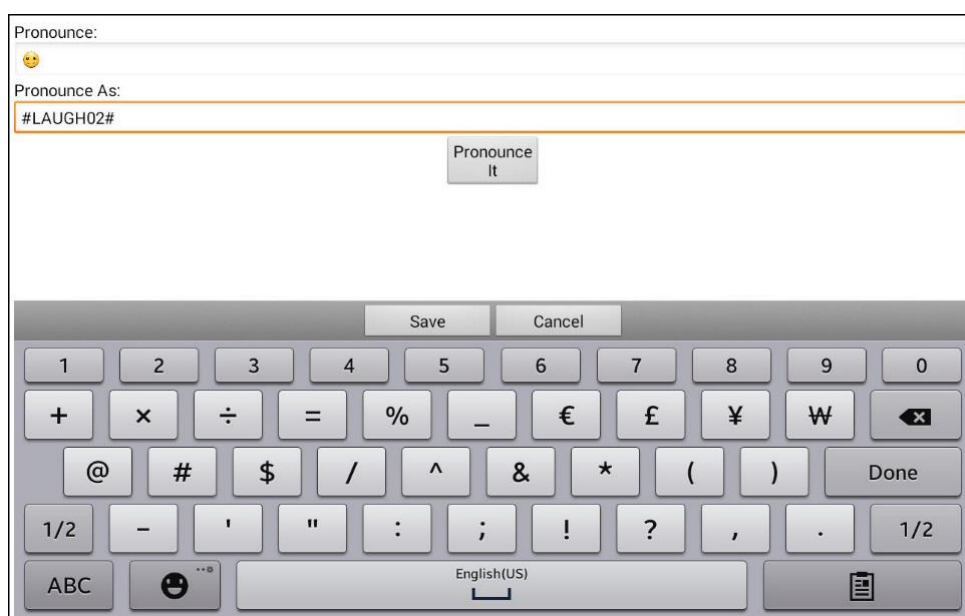 Pronounce:
🙂
Pronounce As:
#LAUGH02#
Pronounce
It
Save Cancel
1 2 3 4 5 6 7 8 9 0
+ × ÷ = % _ € £ ¥ ₩
@ # $ / ^ & * ( ) Done
1/2 - ' " : ; ! ? , . 1/2
ABC English(US)